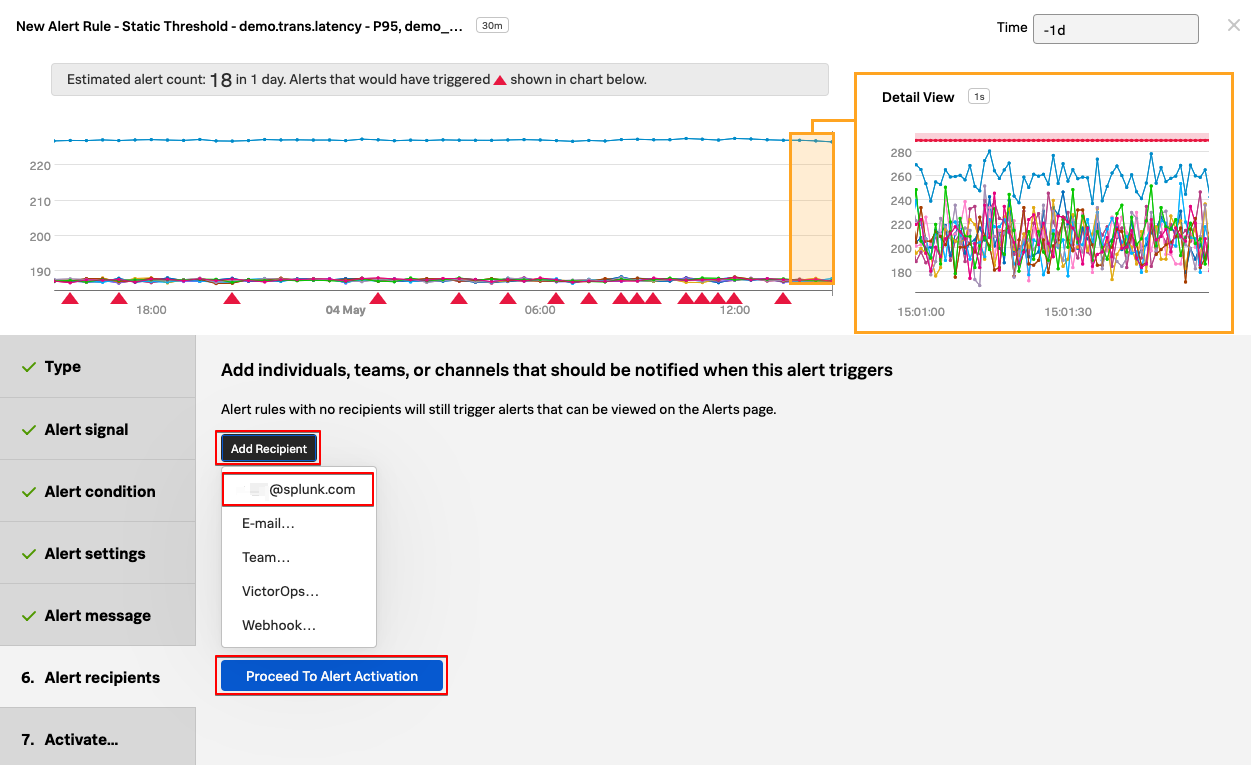 New Alert Rule - Static Threshold - demo.trans.latency - P95, demo_... 30m
Time -1d
Estimated alert count: 18 in 1 day. Alerts that would have triggered shown in chart below.
220
210
200
190
18:00 04 May 06:00 12:00
Detail View 1s
280
260
240
220
200
180
15:01:00 15:01:30
Type
Alert signal
Alert condition
Alert settings
Alert message
6. Alert recipients
7. Activate...
Add individuals, teams, or channels that should be notified when this alert triggers
Alert rules with no recipients will still trigger alerts that can be viewed on the Alerts page.
Add Recipient
@splunk.com
E-mail...
Team...
VictorOps...
Webhook...
Proceed To Alert Activation